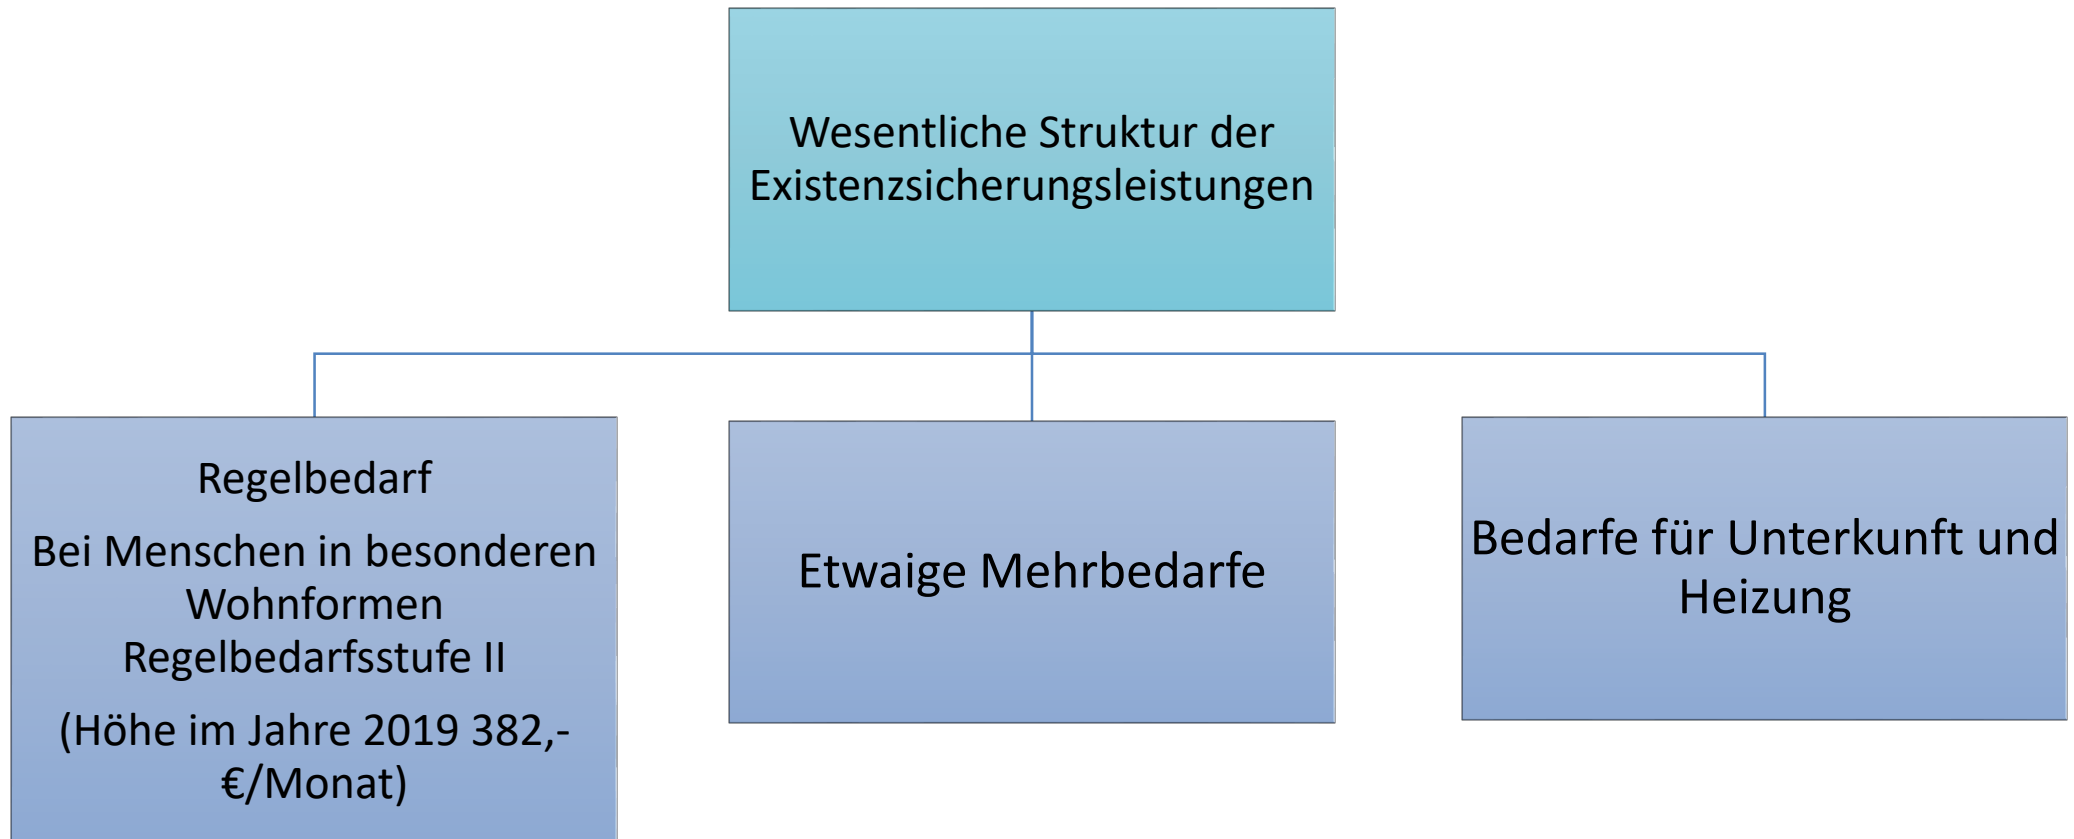 Wesentliche Struktur der
Existenzsicherungsleistungen
Regelbedarf
Bei Menschen in besonderen
Wohnformen
Regelbedarfsstufe II
(Höhe im Jahre 2019 382,-
€/Monat)
Etwaige Mehrbedarfe
Bedarfe für Unterkunft und
Heizung